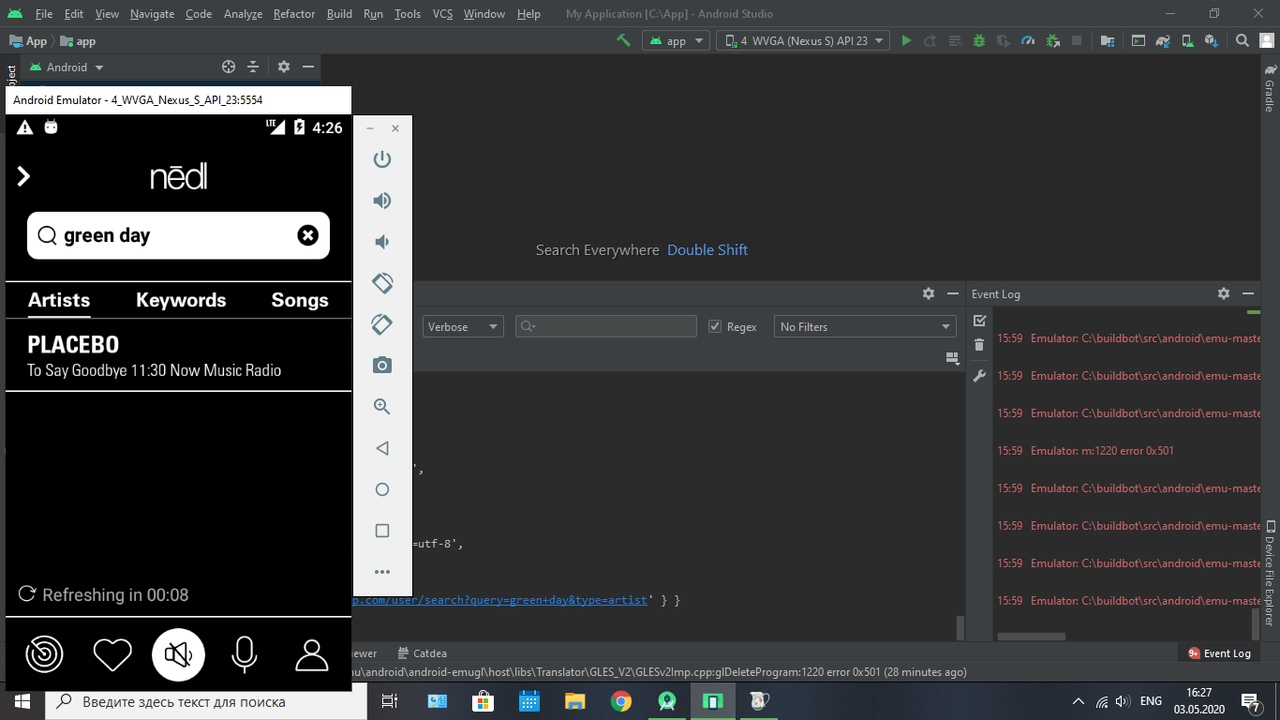 File Edit View Navigate Code Analyze Refactor Build Run Tools VCS Window Help My Application [C:\App] - Android Studio
App app
app 4 WVGA (Nexus S) API 23
Android
Android Emulator - 4_WVGA_Nexus_S_API_23:5554
LTE 4:26
nēdl
green day
Artists Keywords Songs
PLACEBO
To Say Goodbye 11:30 Now Music Radio
Refreshing in 00:08
Search Everywhere Double Shift
Verbose Regex No Filters
',
=utf-8',
p.com/user/search?query=green+day&type=artist' } }
Event Log
15:59 Emulator: C:\buildbot\src\android\emu-maste
15:59 Emulator: C:\buildbot\src\android\emu-maste
15:59 Emulator: C:\buildbot\src\android\emu-maste
15:59 Emulator: m:1220 error 0x501
15:59 Emulator: C:\buildbot\src\android\emu-maste
15:59 Emulator: C:\buildbot\src\android\emu-maste
15:59 Emulator: C:\buildbot\src\android\emu-maste
15:59 Emulator: C:\buildbot\src\android\emu-maste
Gradle
Device File Explorer
ewer Catdea 9+ Event Log
u\android\android-emugl\host\libs\Translator\GLES_V2\GLESv2Imp.cpp:glDeleteProgram:1220 error 0x501 (28 minutes ago)
Введите здесь текст для поиска
ENG
16:27
03.05.2020
7